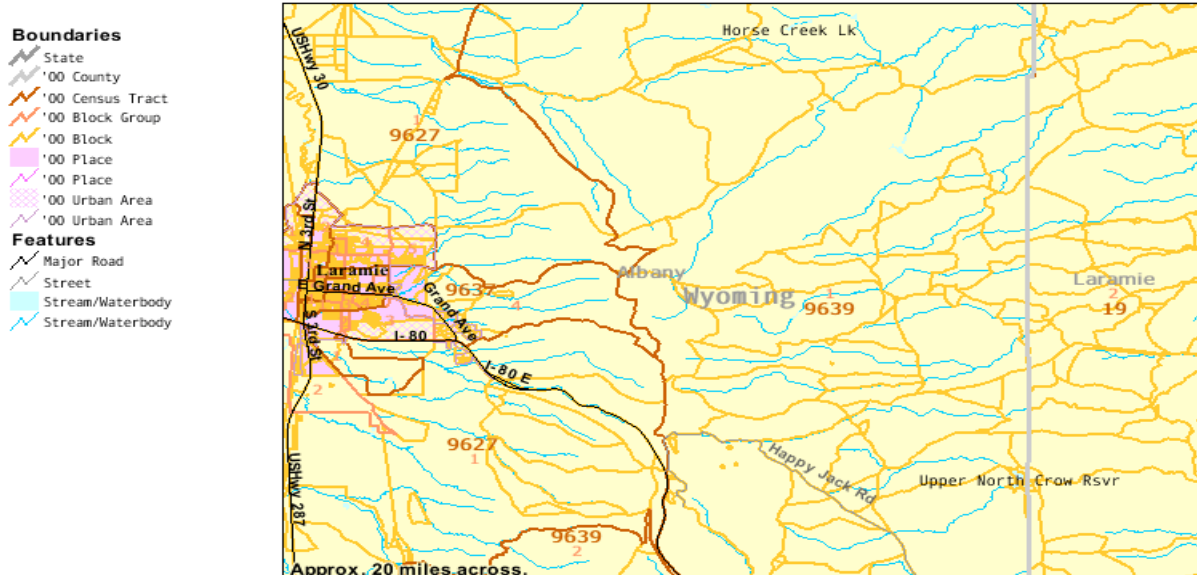 Boundaries
State
'00 County
'00 Census Tract
'00 Block Group
'00 Block
'00 Place
'00 Place
'00 Urban Area
'00 Urban Area
Features
Major Road
Street
Stream/Waterbody
Stream/Waterbody
USHwy 30
Horse Creek Lk
1
9627
N 3rd St
4
Laramie
Albany
Laramie
E Grand Ave
9637
Grand Ave
4
Wyoming
1
9639
2
19
S 3rd St
I-80
I-80 E
2
9627
1
Happy Jack Rd
Upper North Crow Rsvr
USHwy 287
9639
2
Approx. 20 miles across.